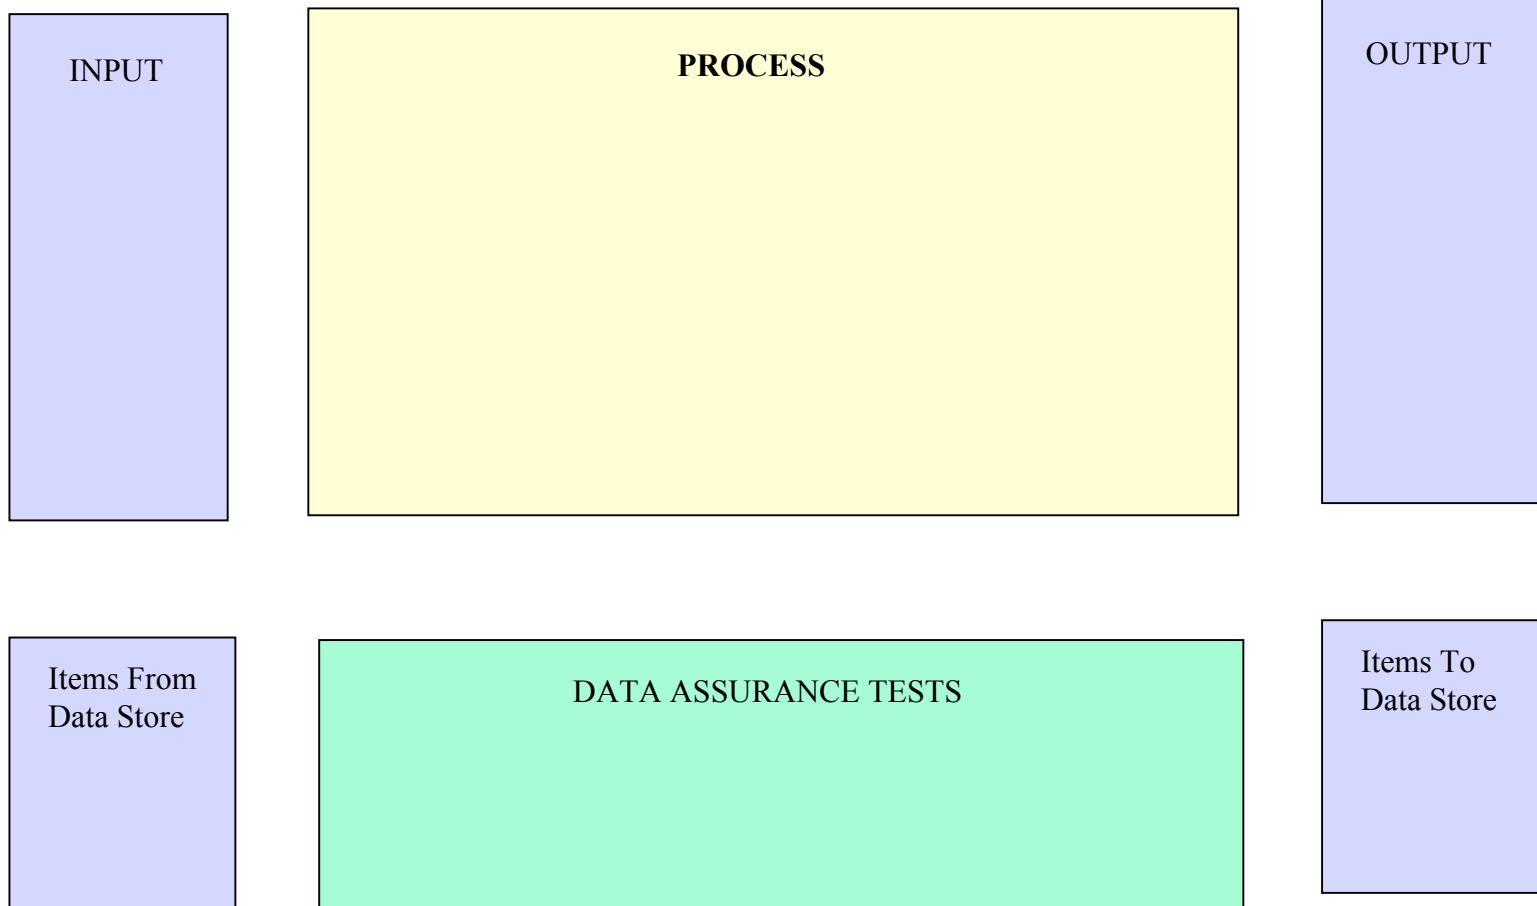 INPUT
PROCESS
OUTPUT
Items From
Data Store
DATA ASSURANCE TESTS
Items To
Data Store